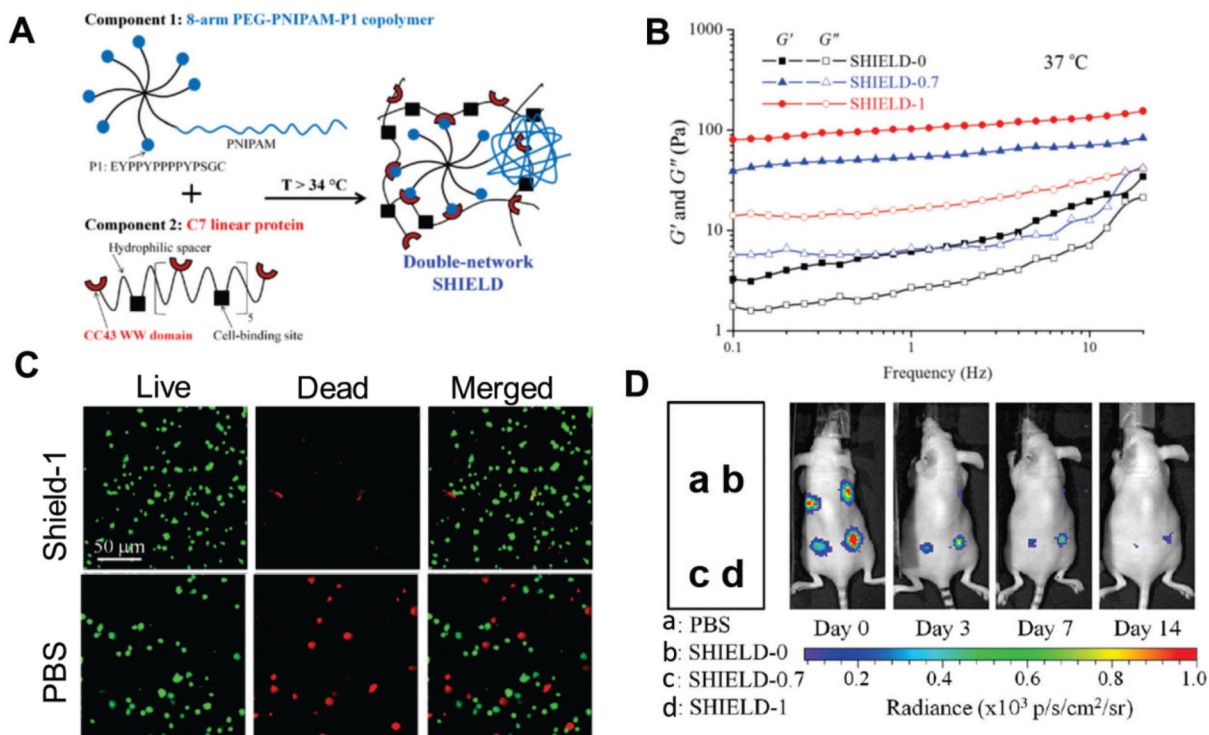 A
Component 1: 8-arm PEG-PNIPAM-P1 copolymer
PNIPAM
P1: EYPPYPPPPYPSGC
+
T > 34 °C
Component 2: C7 linear protein
Hydrophilic spacer
5
CC43 WW domain
Cell-binding site
Double-network
SHIELD
B
G' G"
SHIELD-0
SHIELD-0.7
SHIELD-1
37 °C
G' and G" (Pa)
1000
100
10
1
0.1 1 10
Frequency (Hz)
C
Live Dead Merged
Shield-1
50 μm
PBS
D
a b
c d
a: PBS
b: SHIELD-0
c: SHIELD-0.7
d: SHIELD-1
Day 0 Day 3 Day 7 Day 14
0.2 0.4 0.6 0.8 1.0
Radiance (x10³ p/s/cm²/sr)